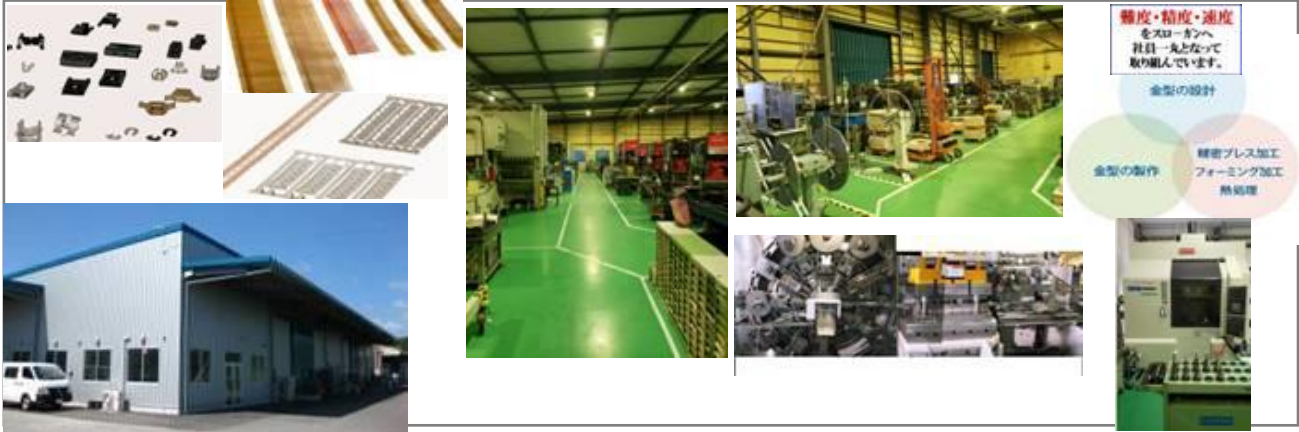 難度・精度・速度
をスローガンへ
社員一丸となって
取り組んでいます。
金型の設計
金型の製作
精密プレス加工
フォーミング加工
熱処理